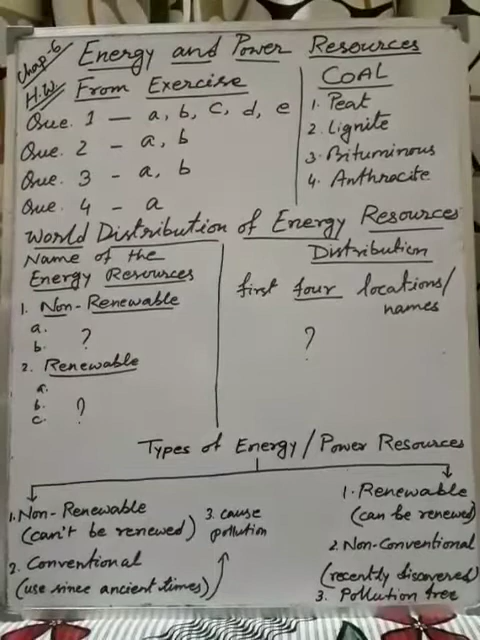 Chap. 6
Energy and Power Resources
H.W.
From Exercise
Que. 1 - a, b, c, d, e
Que. 2 - a, b
Que. 3 - a, b
Que. 4 - a
COAL
1. Peat
2. Lignite
3. Bituminous
4. Anthracite
World Distribution of Energy Resources
Name of the
Energy Resources
1. Non-Renewable
a.
b. ?
2. Renewable
a.
b. ?
c.
Distribution
first four locations/
names
?
Types of Energy/Power Resources
1. Non-Renewable
(can't be renewed)
2. Conventional
(use since ancient times)
3. cause
pollution
1. Renewable
(can be renewed)
2. Non-Conventional
(recently discovered)
3. Pollution free